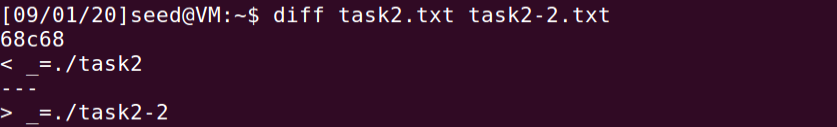 [09/01/20]seed@VM:~$ diff task2.txt task2-2.txt
68c68
< _=./task2
---
> _=./task2-2